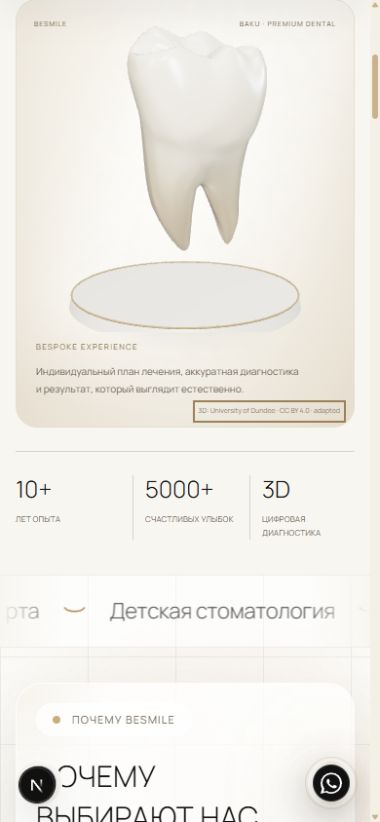 BESMILE
BAKU · PREMIUM DENTAL
BESPOKE EXPERIENCE
Индивидуальный план лечения, аккуратная диагностика
и результат, который выглядит естественно.
3D: University of Dundee · CC BY 4.0 · adapted
10+
5000+
3D
ЛЕТ ОПЫТА
СЧАСТЛИВЫХ УЛЫБОК
ЦИФРОВАЯ
ДИАГНОСТИКА
рта
Детская стоматология
ПОЧЕМУ BESMILE
N
ОЧЕМУ
ВЫБИРАЮТ НАС